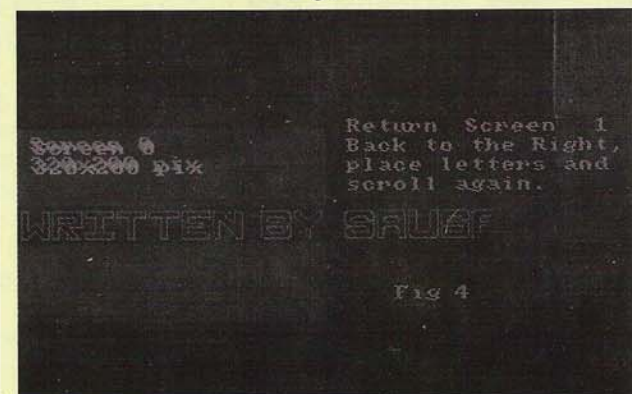 Screen 0
320x200 pix
Return Screen 1
Back to the Right,
place letters and
scroll again.
WRITTEN BY
Fig 4